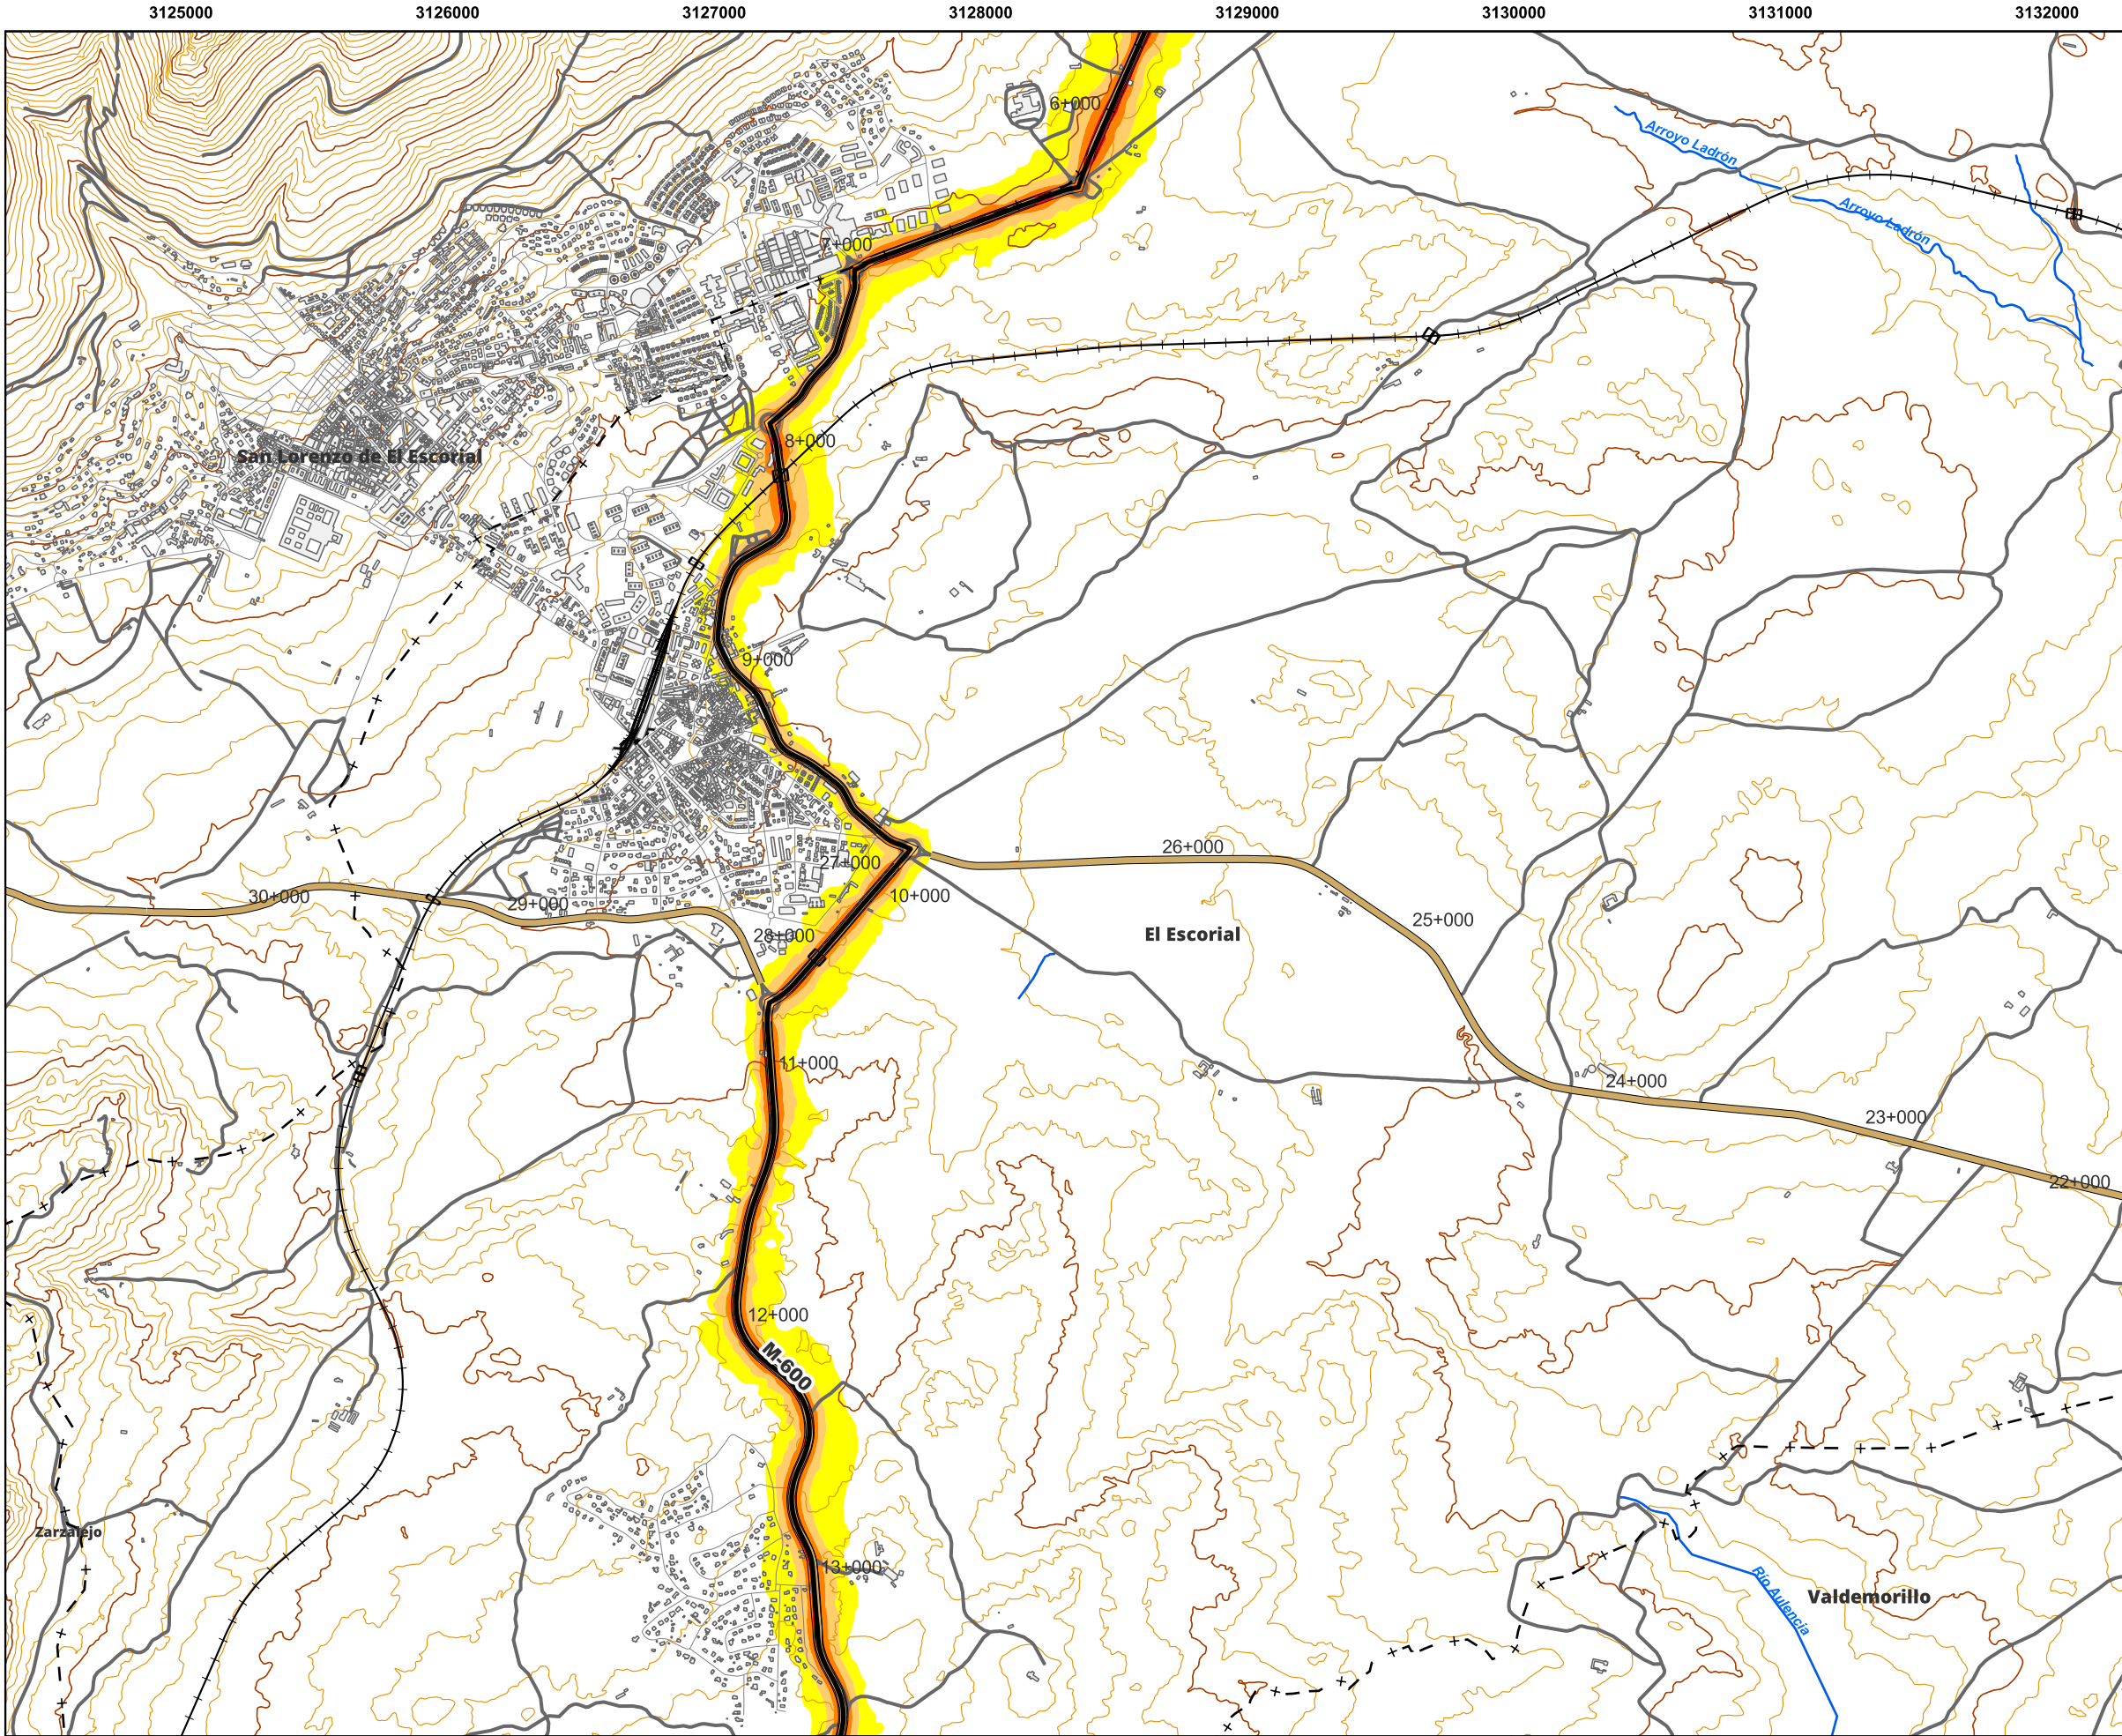 3125000 3126000 3127000 3128000 3129000 3130000 3131000 3132000
6+000
Arroyo Ladrón
Arroyo Ladrón
7+000
8+000
San Lorenzo de El Escorial
9+000
26+000
27+000
10+000
30+000
29+000
25+000
28+000
El Escorial
11+000
24+000
23+000
22+000
12+000
M-600
Zarzalejo
13+000
Río Aulencia
Valdemorillo